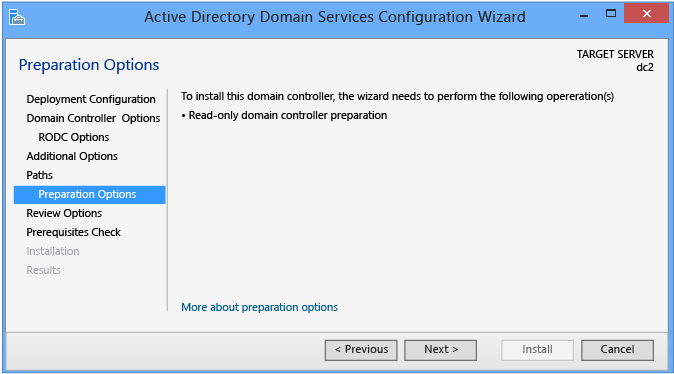 Active Directory Domain Services Configuration Wizard
Preparation Options
TARGET SERVER
dc2
Deployment Configuration
Domain Controller Options
RODC Options
Additional Options
Paths
Preparation Options
Review Options
Prerequisites Check
Installation
Results
To install this domain controller, the wizard needs to perform the following opereration(s)
• Read-only domain controller preparation
More about preparation options
< Previous
Next >
Install
Cancel